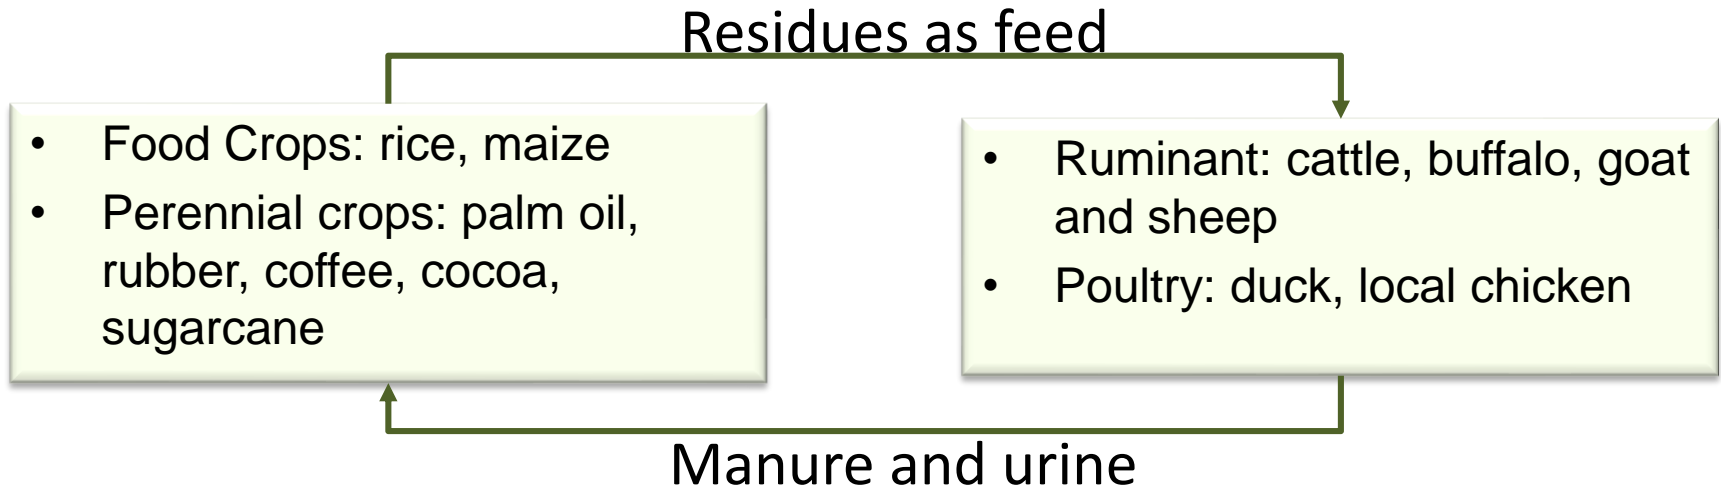 Residues as feed
• Food Crops: rice, maize
• Perennial crops: palm oil,
rubber, coffee, cocoa,
sugarcane
• Ruminant: cattle, buffalo, goat
and sheep
• Poultry: duck, local chicken
Manure and urine